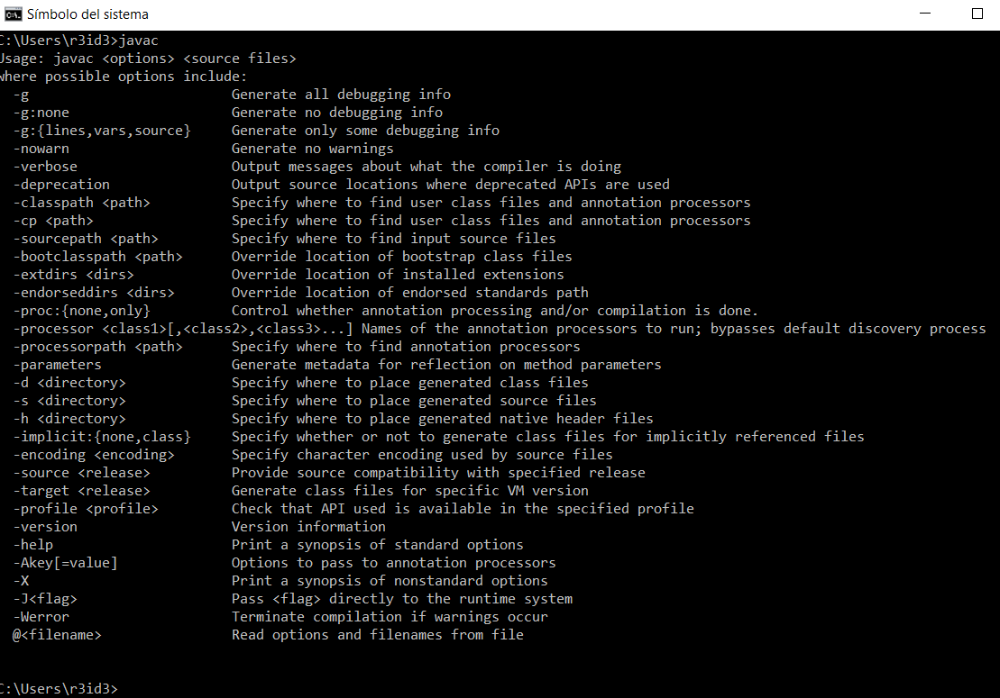 Símbolo del sistema
C:\Users\r3id3>javac
Usage: javac <options> <source files>
where possible options include:
  -g                         Generate all debugging info
  -g:none                    Generate no debugging info
  -g:{lines,vars,source}     Generate only some debugging info
  -nowarn                    Generate no warnings
  -verbose                   Output messages about what the compiler is doing
  -deprecation               Output source locations where deprecated APIs are used
  -classpath <path>          Specify where to find user class files and annotation processors
  -cp <path>                 Specify where to find user class files and annotation processors
  -sourcepath <path>         Specify where to find input source files
  -bootclasspath <path>      Override location of bootstrap class files
  -extdirs <dirs>            Override location of installed extensions
  -endorseddirs <dirs>       Override location of endorsed standards path
  -proc:{none,only}          Control whether annotation processing and/or compilation is done.
  -processor <class1>[,<class2>,<class3>...] Names of the annotation processors to run; bypasses default discovery process
  -processorpath <path>      Specify where to find annotation processors
  -parameters                Generate metadata for reflection on method parameters
  -d <directory>             Specify where to place generated class files
  -s <directory>             Specify where to place generated source files
  -h <directory>             Specify where to place generated native header files
  -implicit:{none,class}     Specify whether or not to generate class files for implicitly referenced files
  -encoding <encoding>       Specify character encoding used by source files
  -source <release>          Provide source compatibility with specified release
  -target <release>          Generate class files for specific VM version
  -profile <profile>         Check that API used is available in the specified profile
  -version                   Version information
  -help                      Print a synopsis of standard options
  -Akey[=value]              Options to pass to annotation processors
  -X                         Print a synopsis of nonstandard options
  -J<flag>                   Pass <flag> directly to the runtime system
  -Werror                    Terminate compilation if warnings occur
  @<filename>                Read options and filenames from file
C:\Users\r3id3>